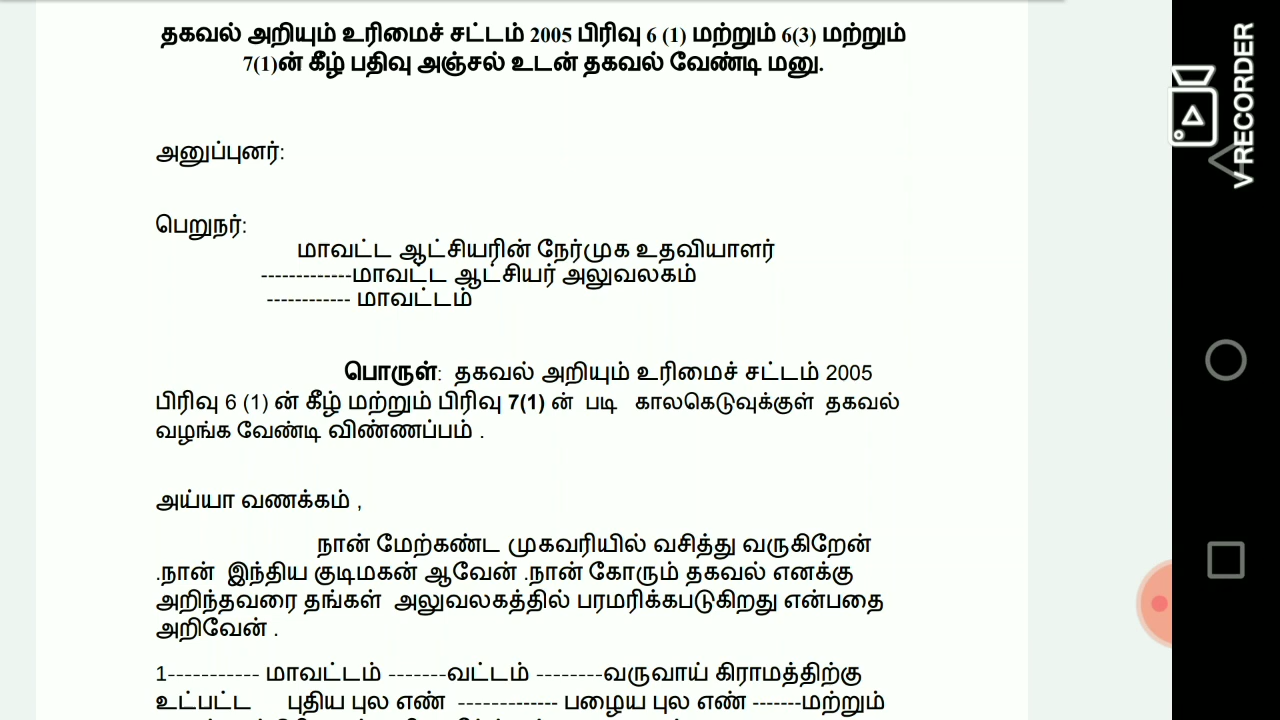 தகவல் அறியும் உரிமைச் சட்டம் 2005 பிரிவு 6 (1) மற்றும் 6(3) மற்றும்
7(1)ன் கீழ் பதிவு அஞ்சல் உடன் தகவல் வேண்டி மனு.
அனுப்புனர்:
பெறுநர்:
மாவட்ட ஆட்சியரின் நேர்முக உதவியாளர்
-------------மாவட்ட ஆட்சியர் அலுவலகம்
------------ மாவட்டம்
பொருள்: தகவல் அறியும் உரிமைச் சட்டம் 2005
பிரிவு 6 (1) ன் கீழ் மற்றும் பிரிவு 7(1) ன் படி காலகெடுவுக்குள் தகவல்
வழங்க வேண்டி விண்ணப்பம் .
அய்யா வணக்கம் ,
நான் மேற்கண்ட முகவரியில் வசித்து வருகிறேன்
.நான் இந்திய குடிமகன் ஆவேன் .நான் கோரும் தகவல் எனக்கு
அறிந்தவரை தங்கள் அலுவலகத்தில் பரமரிக்கபடுகிறது என்பதை
அறிவேன் .
1----------- மாவட்டம் -------வட்டம் --------வருவாய் கிராமத்திற்கு
உட்பட்ட புதிய புல எண் ------------- பழைய புல எண் -------மற்றும்
V RECORDER